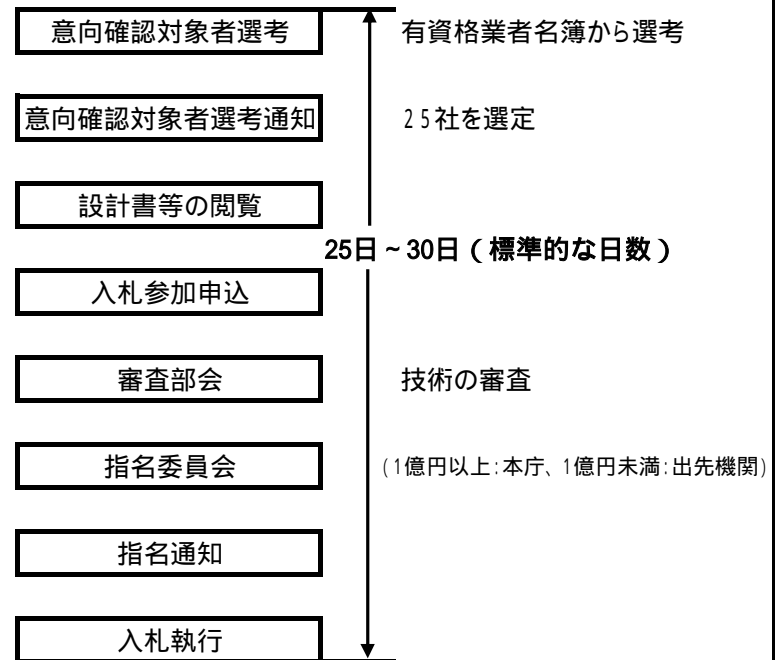 意向確認対象者選考 有資格業者名簿から選考
意向確認対象者選考通知 25社を選定
設計書等の閲覧
25日~30日(標準的な日数)
入札参加申込
審査部会 技術の審査
指名委員会 (1億円以上:本庁、1億円未満:出先機関)
指名通知
入札執行